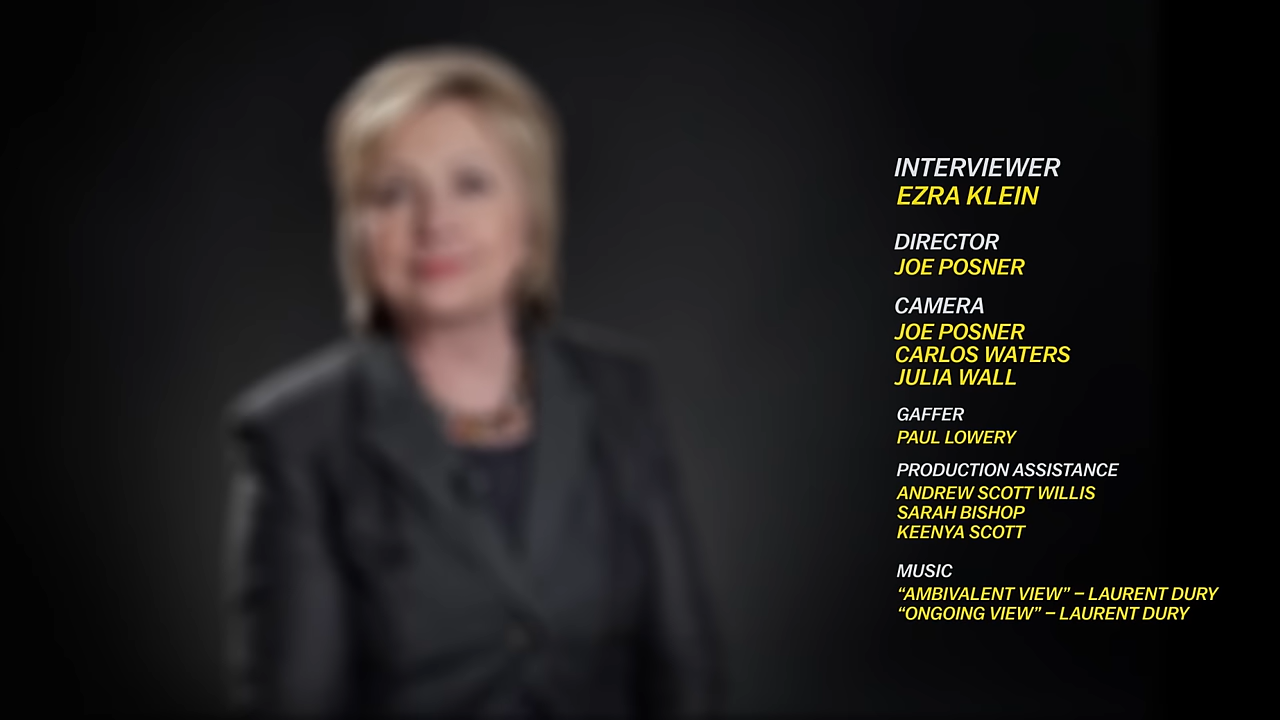 INTERVIEWER
EZRA KLEIN
DIRECTOR
JOE POSNER
CAMERA
JOE POSNER
CARLOS WATERS
JULIA WALL
GAFFER
PAUL LOWERY
PRODUCTION ASSISTANCE
ANDREW SCOTT WILLIS
SARAH BISHOP
KEENYA SCOTT
MUSIC
“AMBIVALENT VIEW” – LAURENT DURY
“ONGOING VIEW” – LAURENT DURY